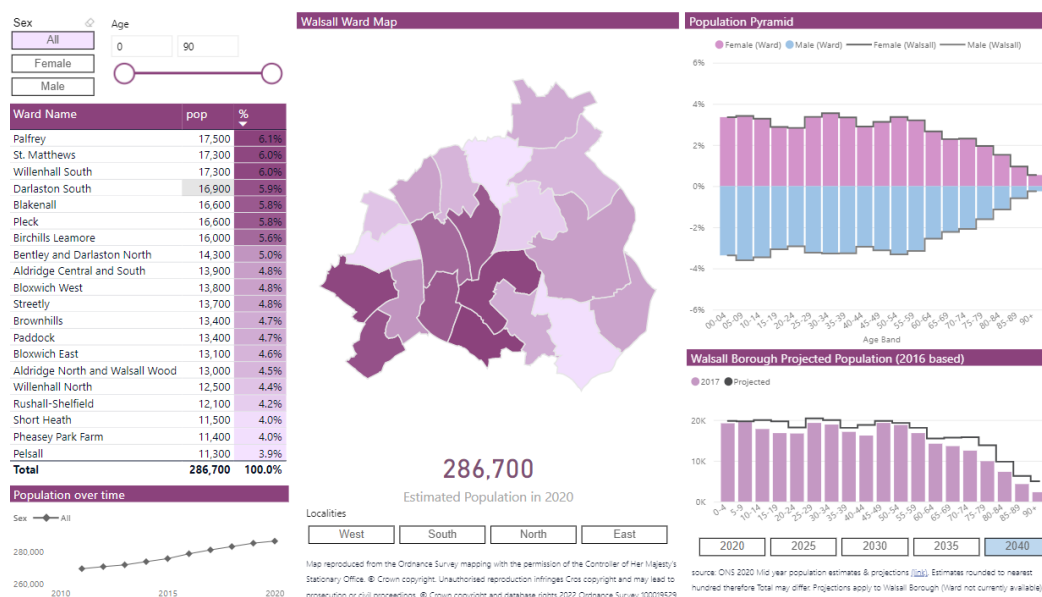 Sex
Age
All
Female
Male
0
90
Ward Name pop %
Palfrey 17,500 6.1%
St. Matthews 17,300 6.0%
Willenhall South 17,300 6.0%
Darlaston South 16,900 5.9%
Blakenall 16,600 5.8%
Pleck 16,600 5.8%
Birchills Leamore 16,000 5.6%
Bentley and Darlaston North 14,300 5.0%
Aldridge Central and South 13,900 4.8%
Bloxwich West 13,800 4.8%
Streetly 13,700 4.8%
Brownhills 13,400 4.7%
Paddock 13,400 4.7%
Bloxwich East 13,100 4.6%
Aldridge North and Walsall Wood 13,000 4.5%
Willenhall North 12,500 4.4%
Rushall-Shelfield 12,100 4.2%
Short Heath 11,500 4.0%
Pheasey Park Farm 11,400 4.0%
Pelsall 11,300 3.9%
Total 286,700 100.0%
Population over time
Sex All
280,000
260,000
2010 2015 2020
Walsall Ward Map
286,700
Estimated Population in 2020
Localities
West South North East
Map reproduced from the Ordnance Survey mapping with the permission of the Controller of Her Majesty's
Stationary Office. © Crown copyright. Unauthorised reproduction infringes Cros copyright and may lead to
prosecution or civil proceedings. © Crown copyright and database rights 2022 Ordnance Survey 100019529
Population Pyramid
Female (Ward) Male (Ward) Female (Walsall) Male (Walsall)
6%
4%
2%
0%
-2%
-4%
-6%
00-04 05-09 10-14 15-19 20-24 25-29 30-34 35-39 40-44 45-49 50-54 55-59 60-64 65-69 70-74 75-79 80-84 85-89 90+
Age Band
Walsall Borough Projected Population (2016 based)
2017 Projected
20K
10K
0K
0-4 5-9 10-14 15-19 20-24 25-29 30-34 35-39 40-44 45-49 50-54 55-59 60-64 65-69 70-74 75-79 80-84 85-89 90+
2020 2025 2030 2035 2040
source: ONS 2020 Mid year population estimates & projections (link). Estimates rounded to nearest
hundred therefore Total may differ. Projections apply to Walsall Borough (Ward not currently available)